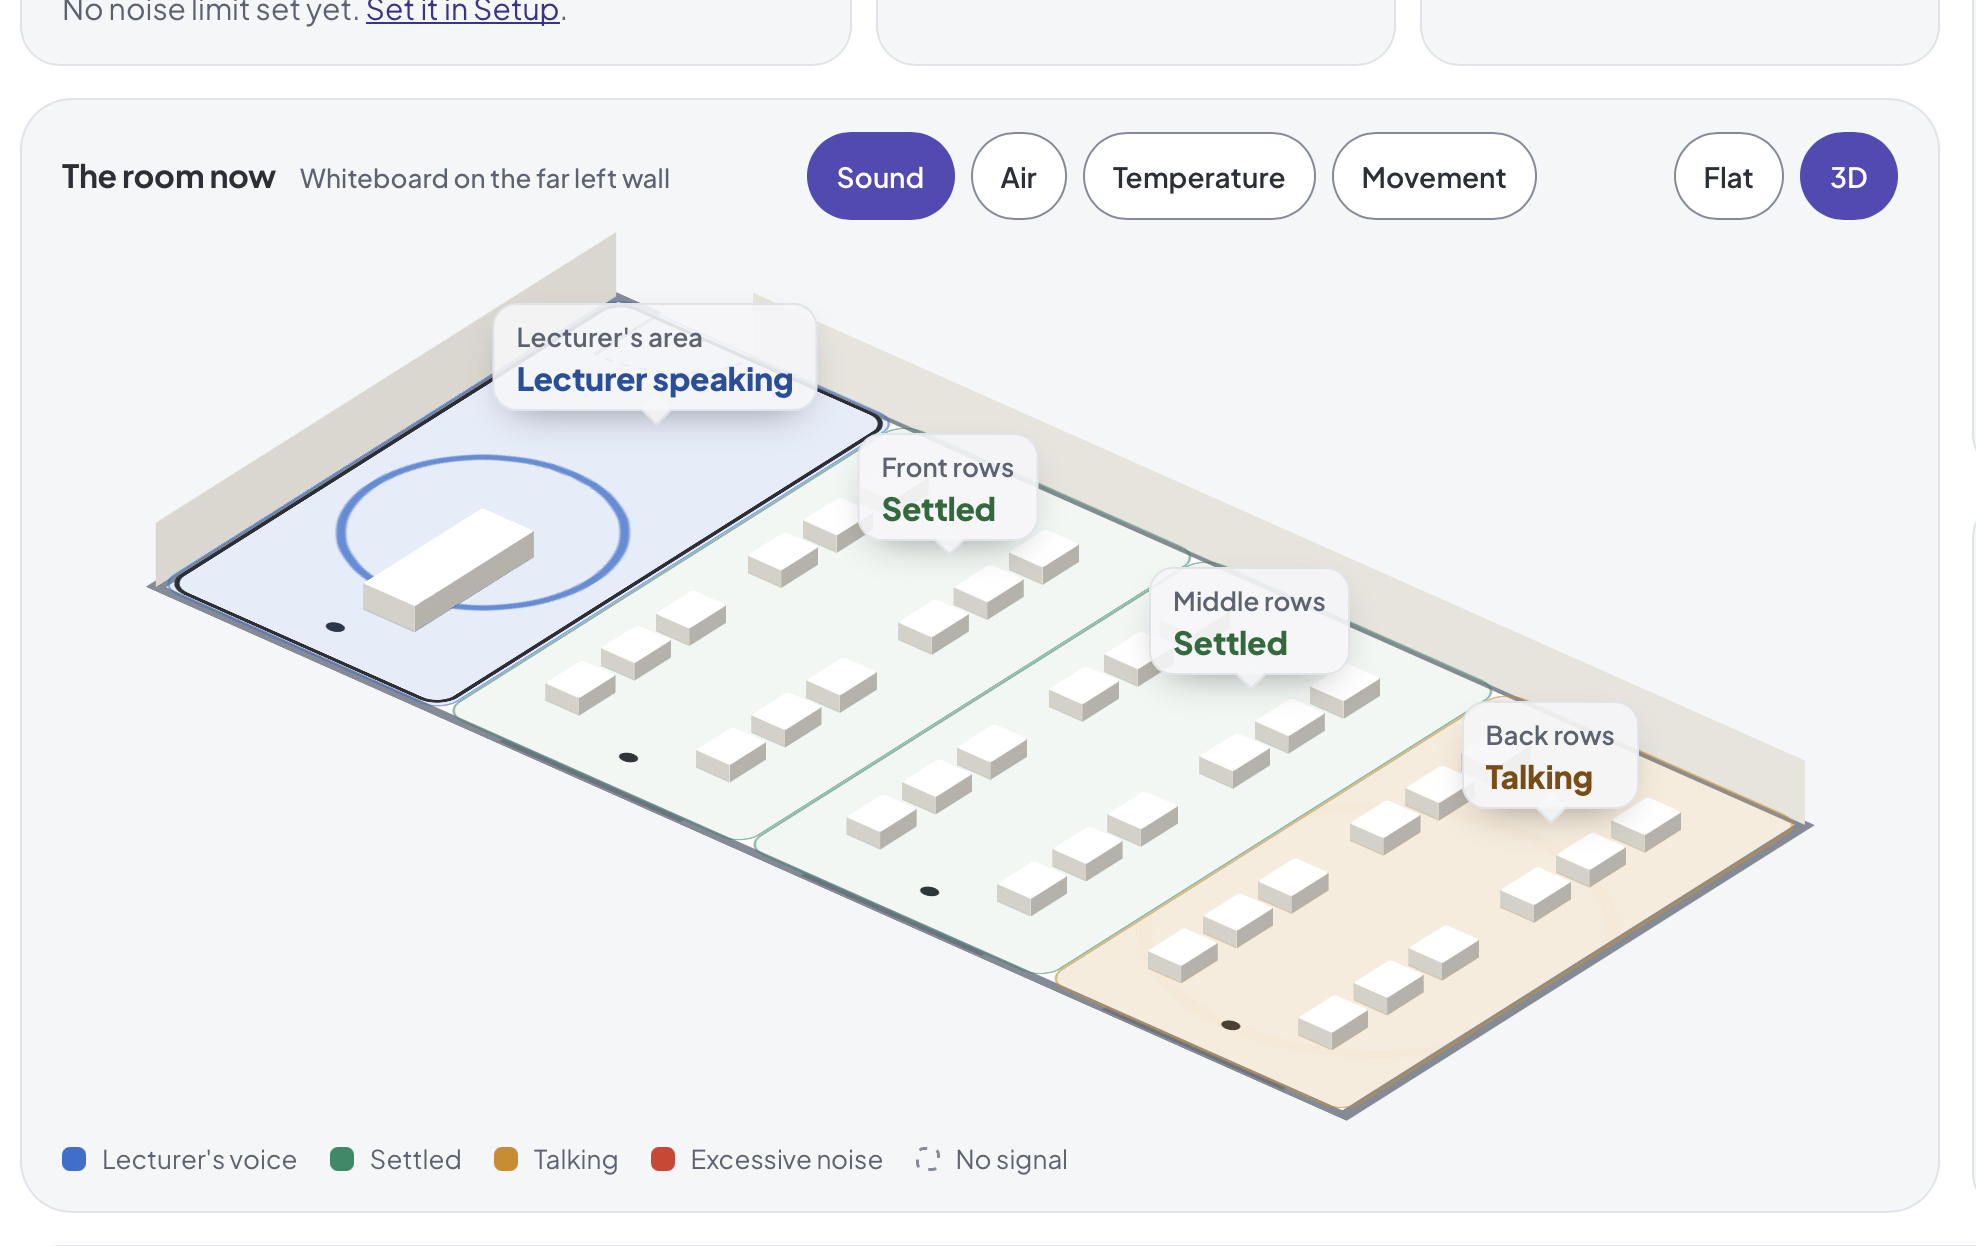 No noise limit set yet. Set it in Setup.
The room now Whiteboard on the far left wall Sound Air Temperature Movement Flat 3D
Lecturer's area
Lecturer speaking
Front rows
Settled
Middle rows
Settled
Back rows
Talking
Lecturer's voice Settled Talking Excessive noise No signal